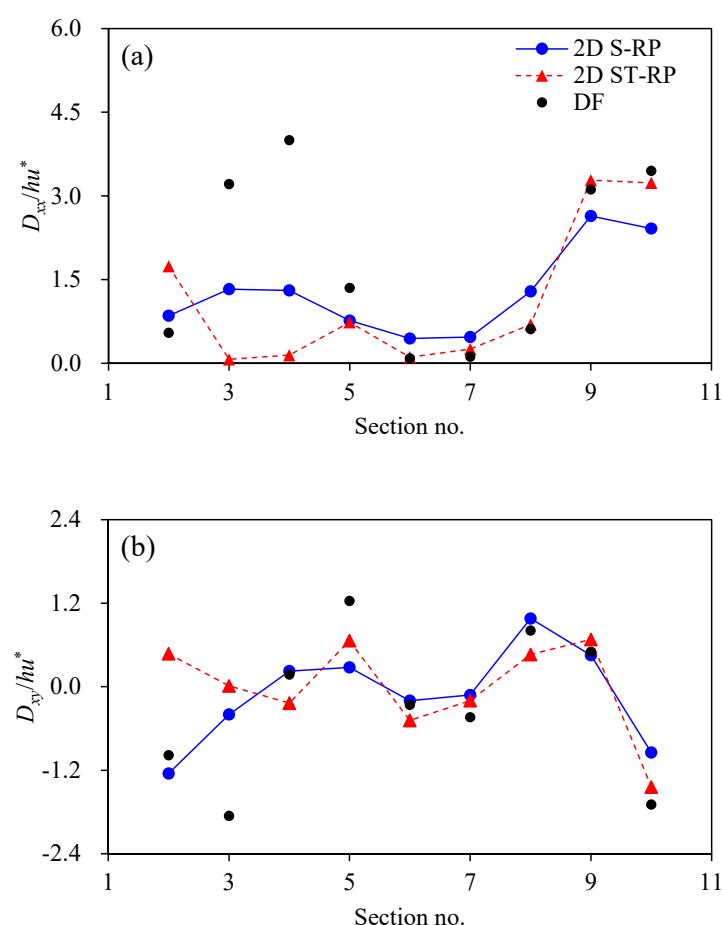 (a)
2D S-RP
2D ST-RP
DF
6.0
4.5
3.0
1.5
0.0
Dxx/hu*
1 3 5 7 9 11
Section no.
(b)
2.4
1.2
0.0
-1.2
-2.4
Dxy/hu*
1 3 5 7 9 11
Section no.